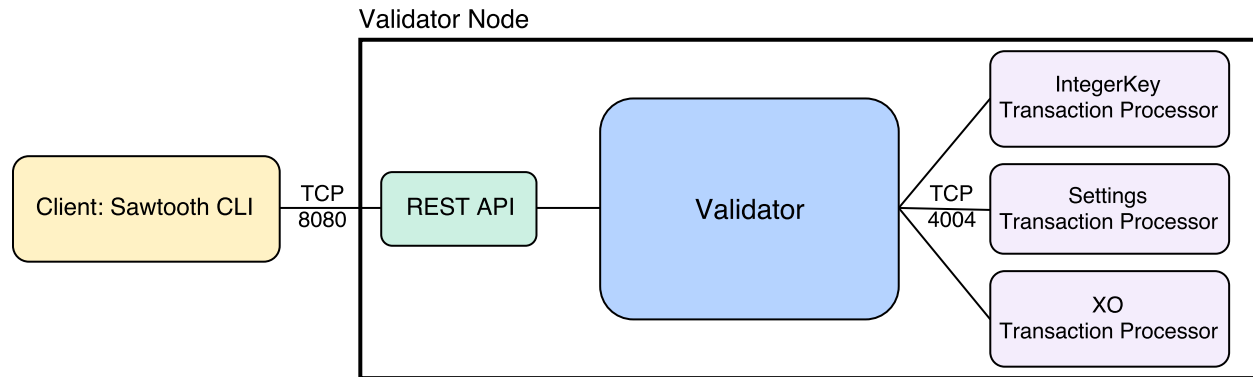 Validator Node
Client: Sawtooth CLI
TCP
8080
REST API
Validator
TCP
4004
IntegerKey
Transaction Processor
Settings
Transaction Processor
XO
Transaction Processor